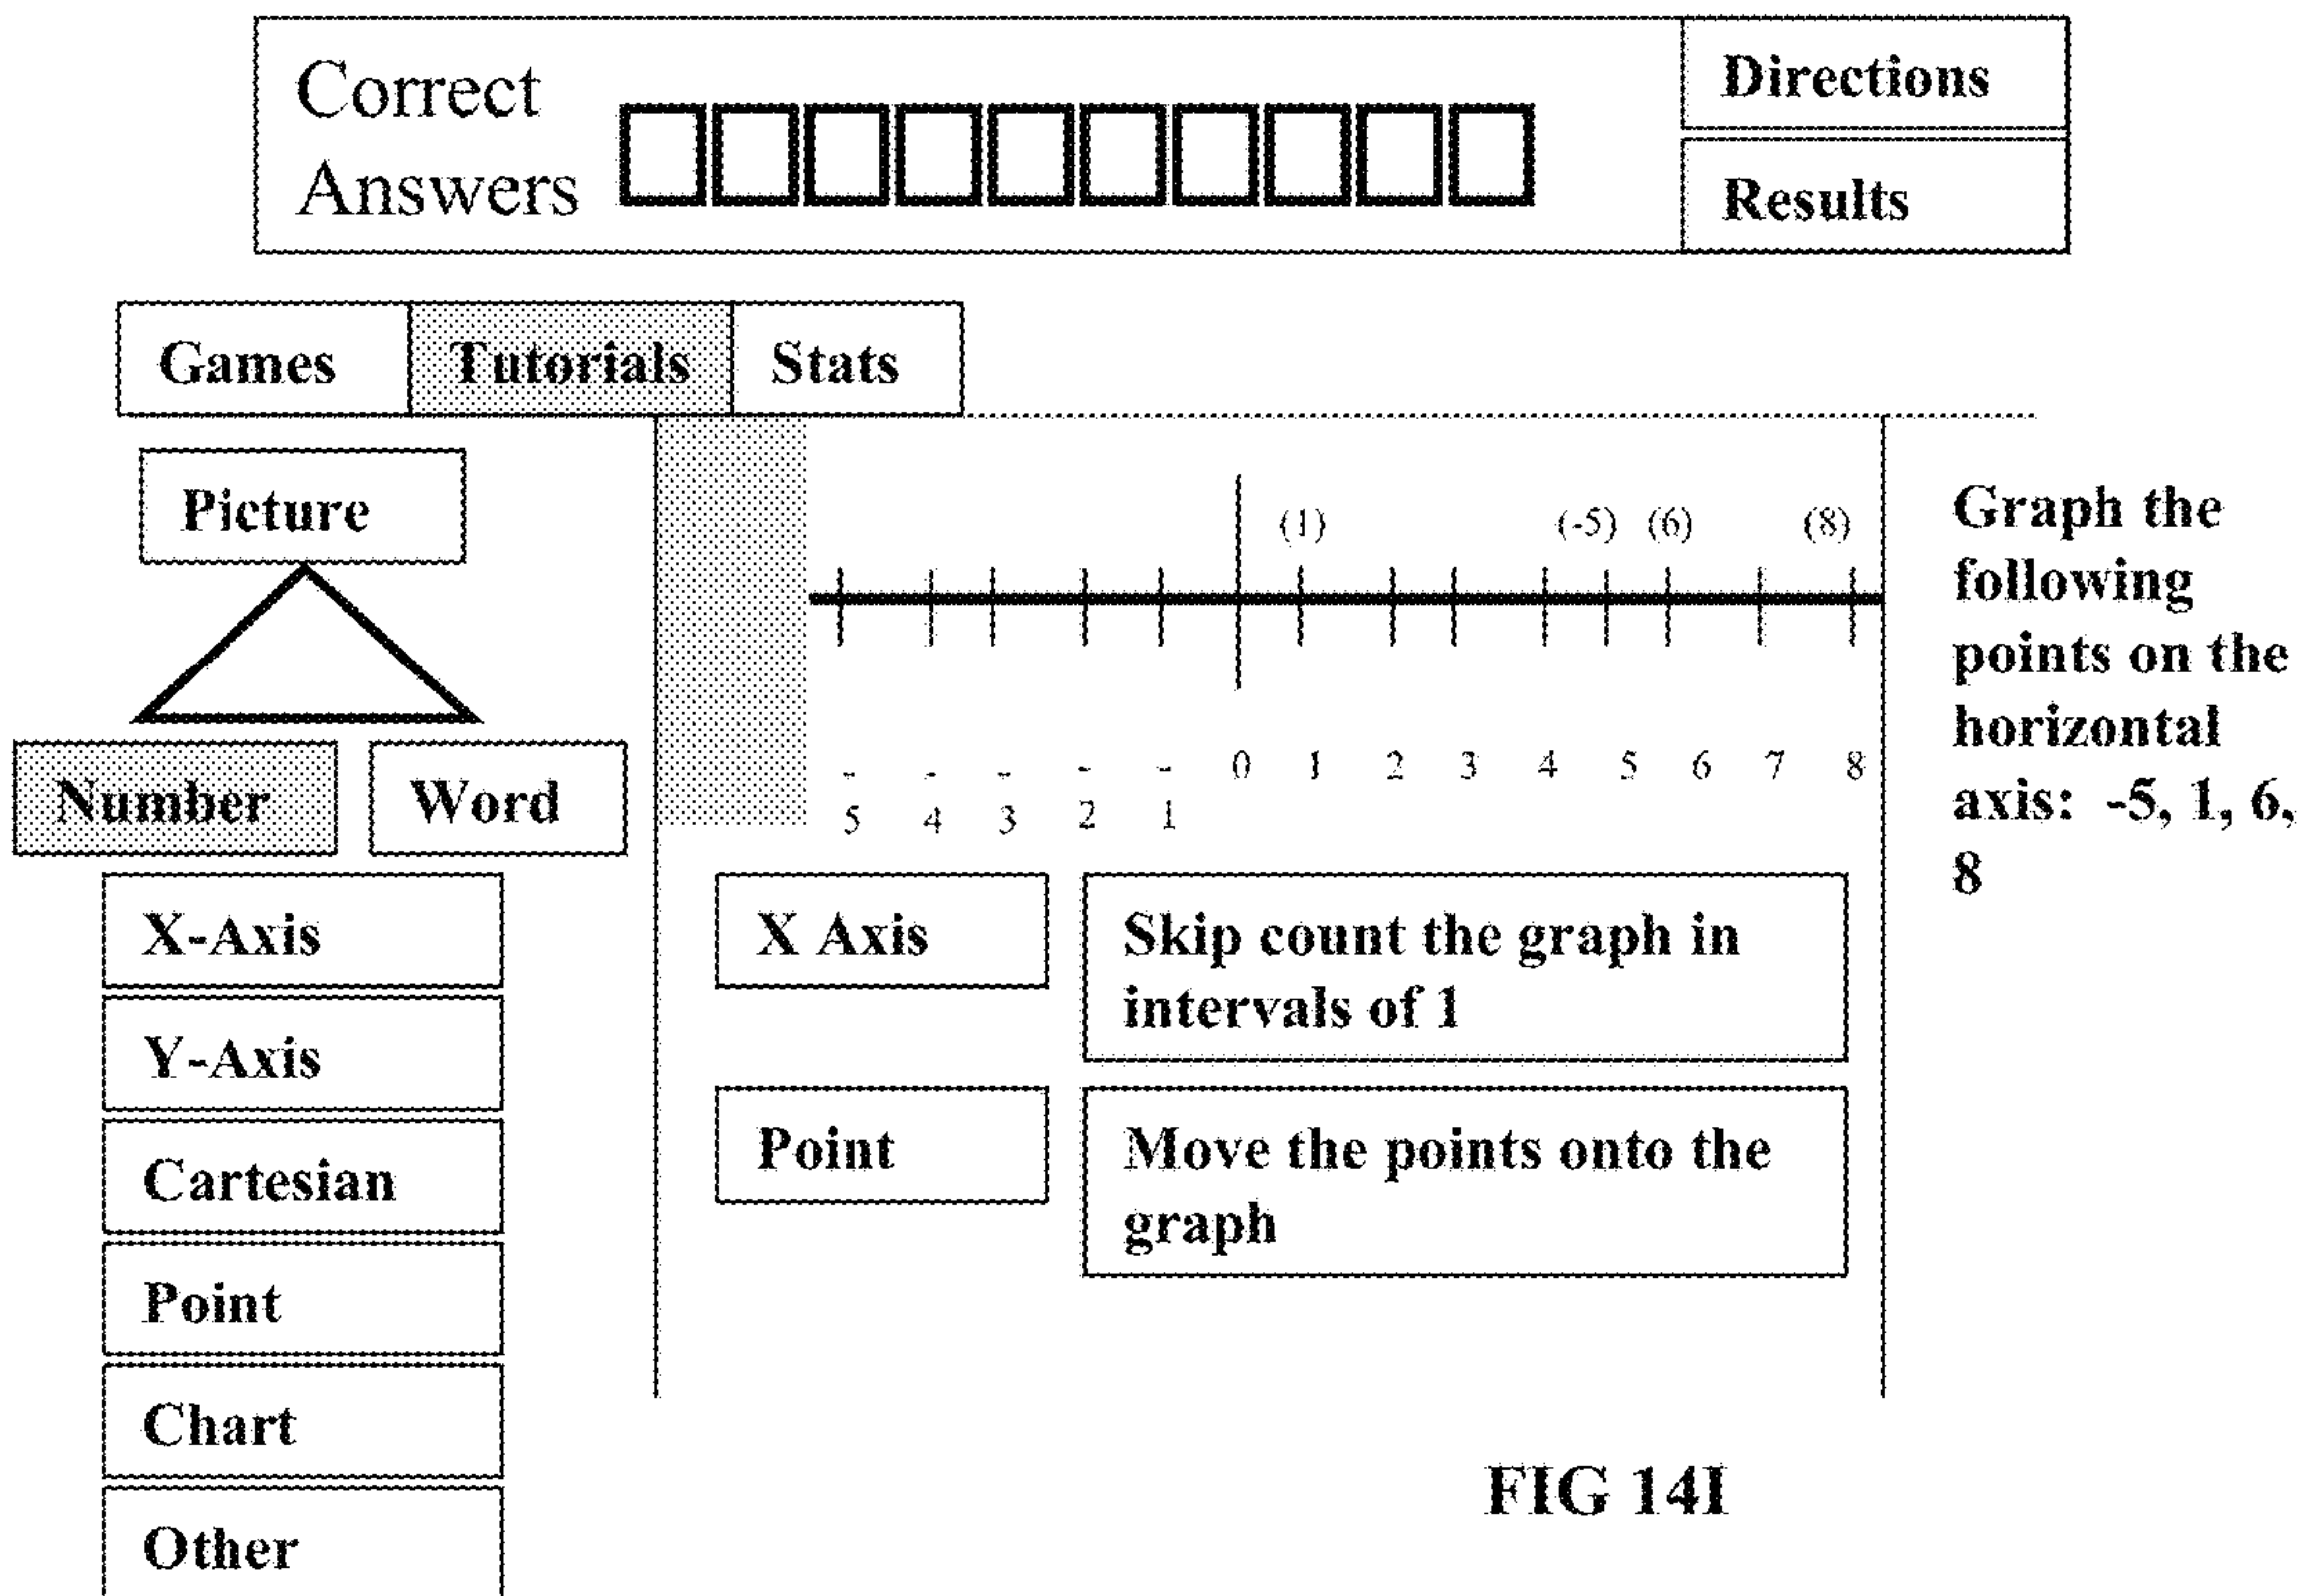 Correct
Answers
Directions
Results
Games Tutorials Stats
Picture
Number Word
X-Axis
Y-Axis
Cartesian
Point
Chart
Other
(1) (-5) (6) (8)
-5 -4 -3 -2 -1 0 1 2 3 4 5 6 7 8
X Axis
Skip count the graph in
intervals of 1
Point
Move the points onto the
graph
Graph the
following
points on the
horizontal
axis: -5, 1, 6,
8
FIG 14I